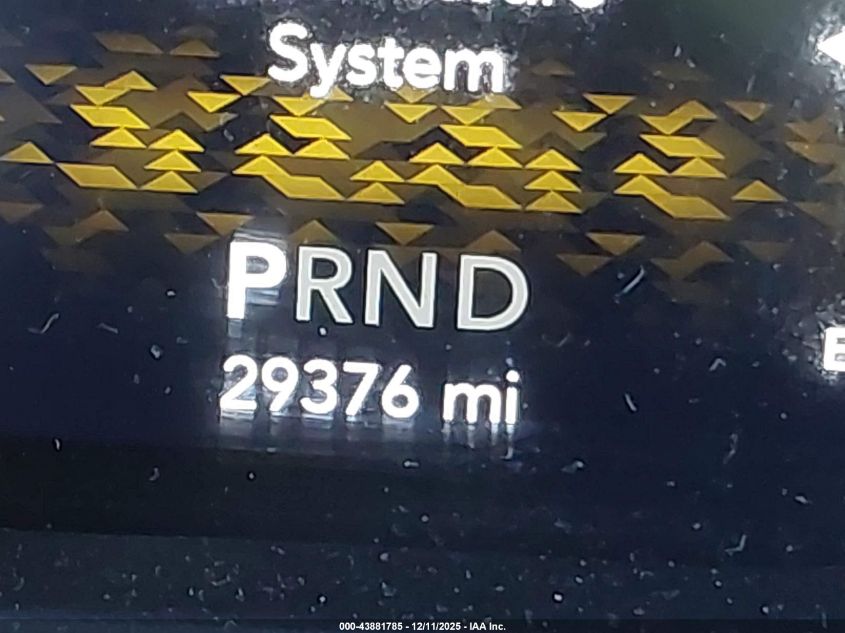 System
PRND
29376 mi
000-43881785 - 12/11/2025 - IAA Inc.